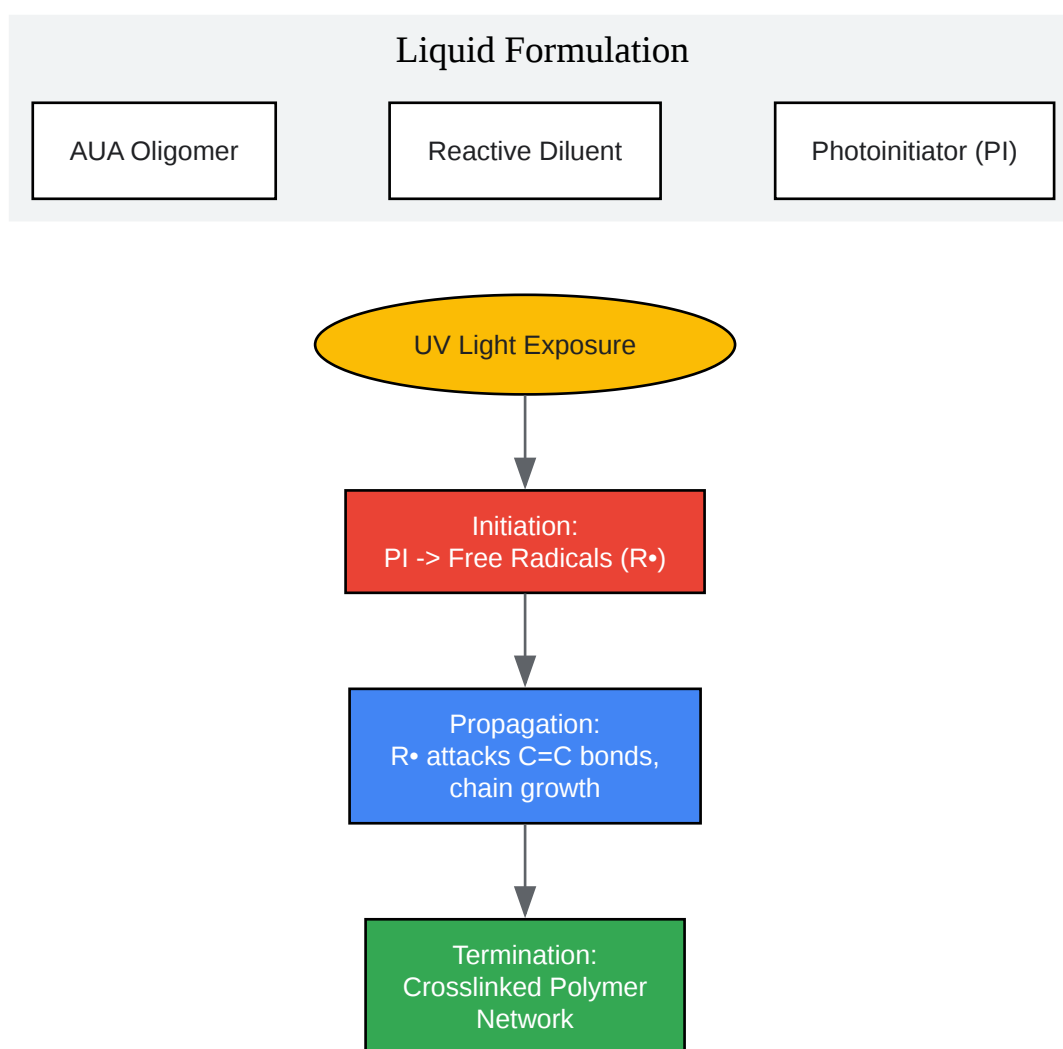 Liquid Formulation
AUA Oligomer
Reactive Diluent
Photoinitiator (PI)
UV Light Exposure
Initiation:
PI -> Free Radicals (R•)
Propagation:
R• attacks C=C bonds,
chain growth
Termination:
Crosslinked Polymer
Network